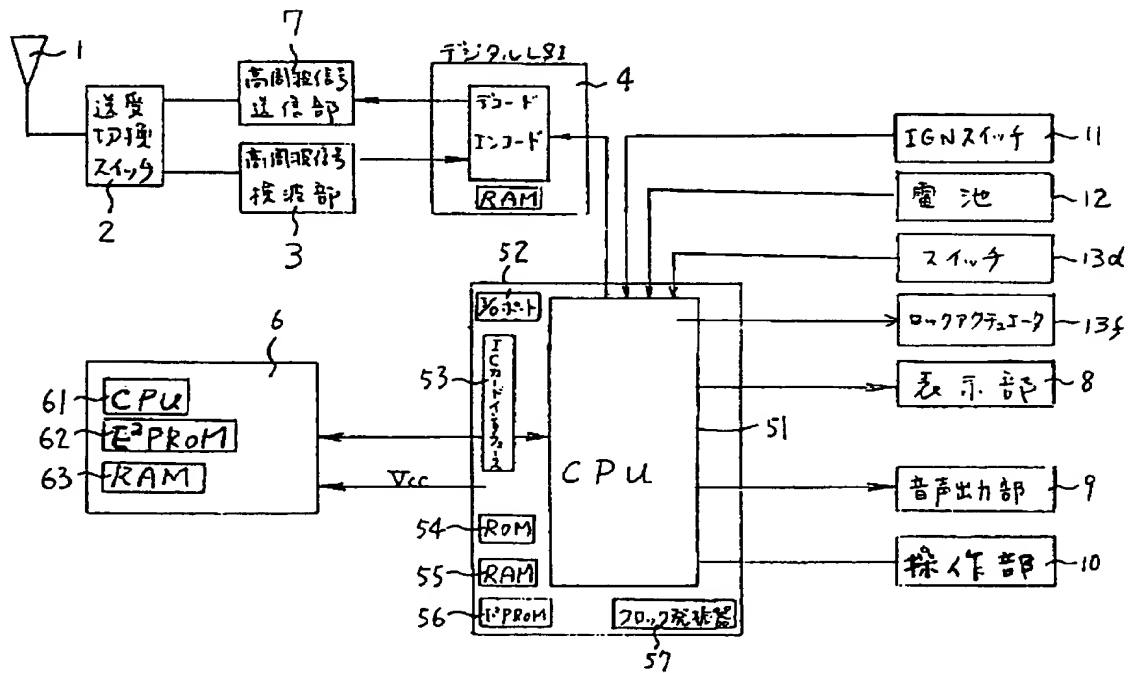 1
7
デジタルLSI
高周波信号
送信部
デコード
4
送受
切換
スイッチ
2
エンコード
高周波信号
検波部
3
RAM
IGNスイッチ
11
電池
12
スイッチ
13d
ロックアクチュエータ
13f
表示部
8
音声出力部
9
操作部
10
52
I/Oポート
53
ICカードインタフェース
CPU
51
6
61
CPU
62
E²PROM
63
RAM
Vcc
54
ROM
55
RAM
56
E²PROM
クロック発振器
57